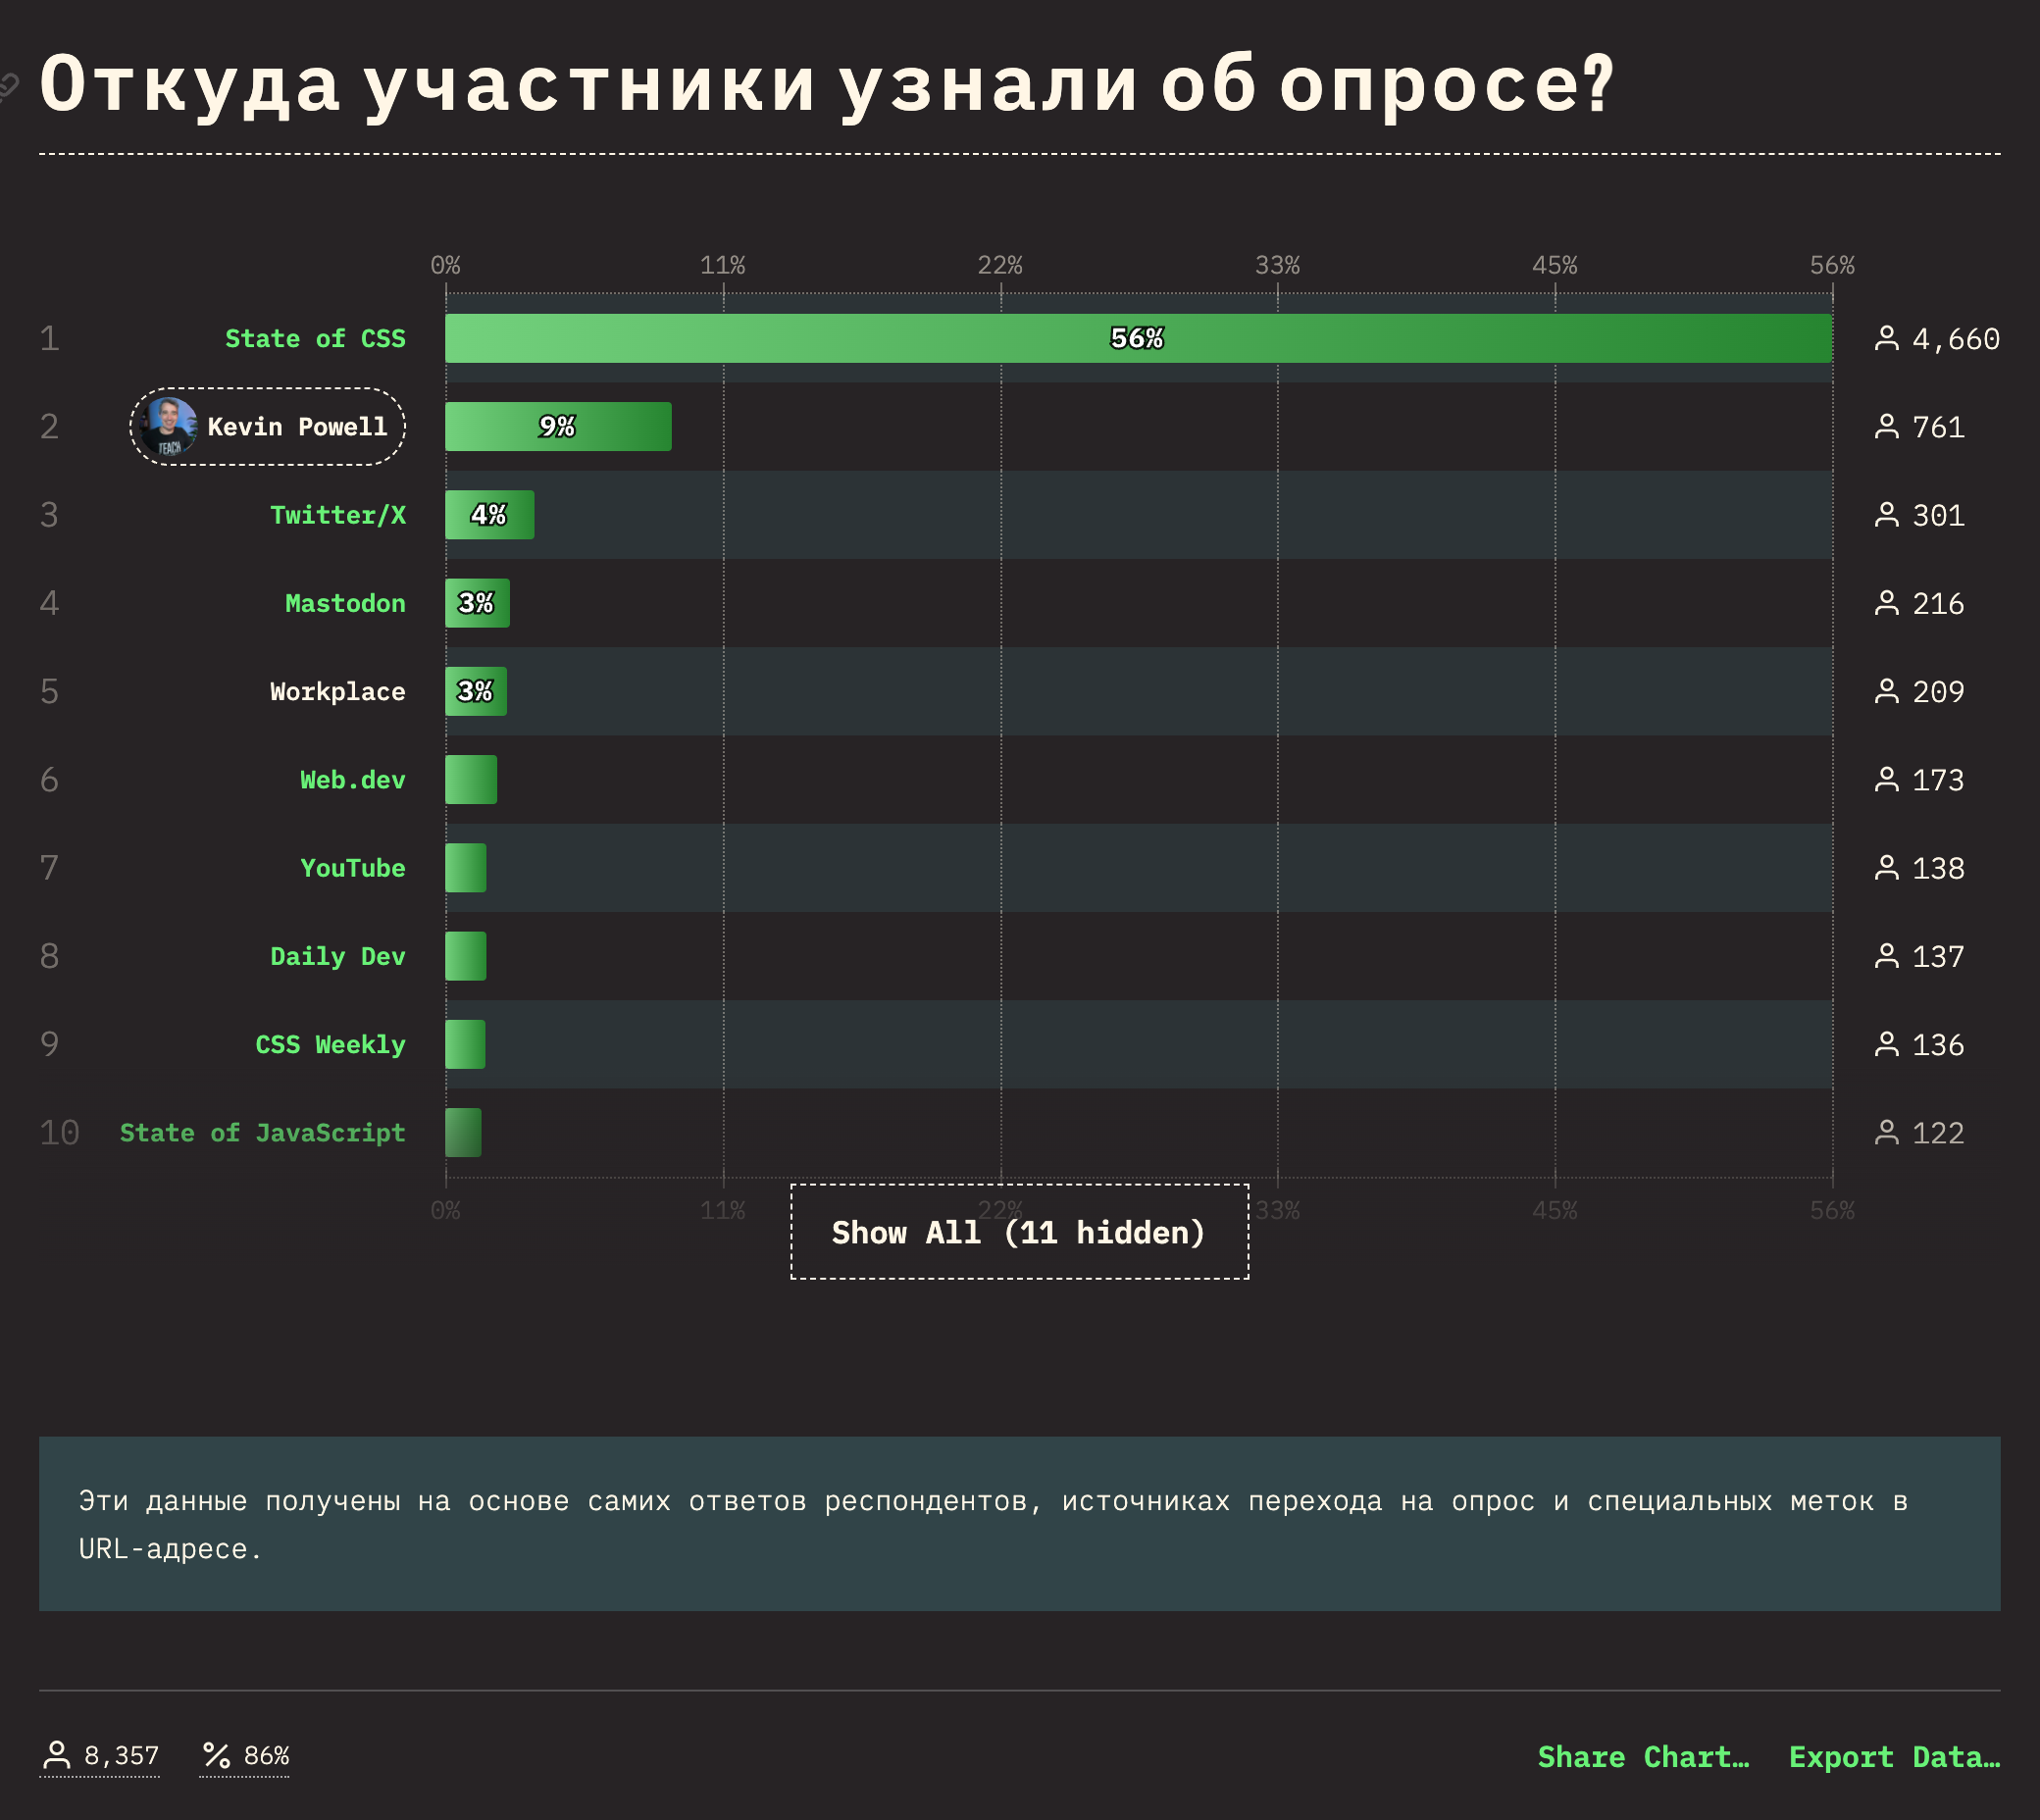 Откуда участники узнали об опросе?
0% 11% 22% 33% 45% 56%
1 State of CSS 56% 4,660
2 Kevin Powell 9% 761
3 Twitter/X 4% 301
4 Mastodon 3% 216
5 Workplace 3% 209
6 Web.dev 173
7 YouTube 138
8 Daily Dev 137
9 CSS Weekly 136
10 State of JavaScript 122
0% 11% 22% 33% 45% 56%
Show All (11 hidden)
Эти данные получены на основе самих ответов респондентов, источниках перехода на опрос и специальных меток в
URL-адресе.
8,357 86% Share Chart… Export Data…